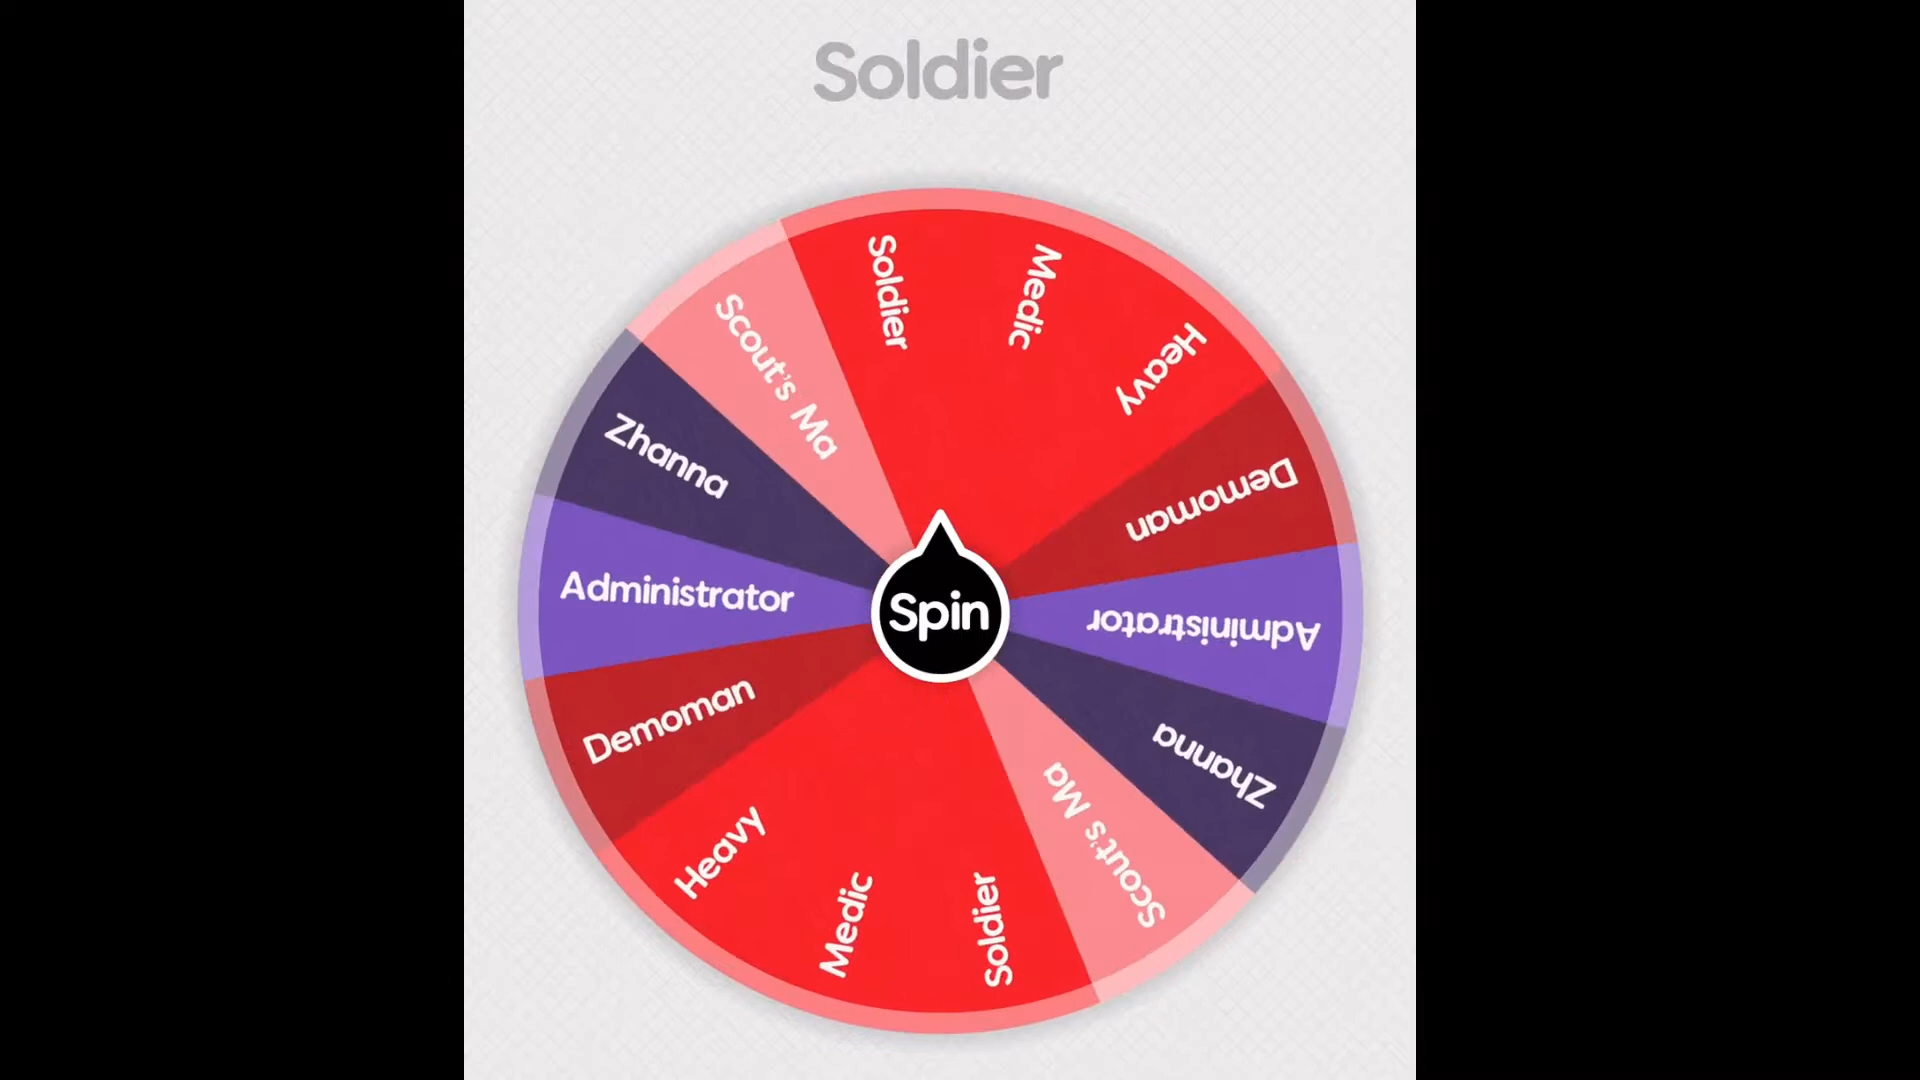 Soldier
Soldier
Medic
Heavy
Demoman
Administrator
Zhanna
Scout's Ma
Soldier
Medic
Heavy
Demoman
Administrator
Zhanna
Scout's Ma
Spin